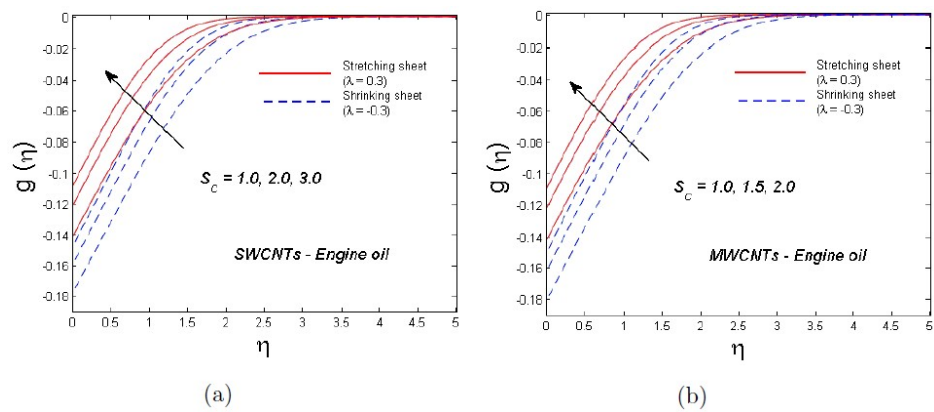 0
-0.02
-0.04
-0.06
-0.08
-0.1
-0.12
-0.14
-0.16
-0.18
g (η)
Stretching sheet
(λ = 0.3)
Shrinking sheet
(λ = -0.3)
S_C = 1.0, 2.0, 3.0
SWCNTs - Engine oil
0 0.5 1 1.5 2 2.5 3 3.5 4 4.5 5
η
(a)
0
-0.02
-0.04
-0.06
-0.08
-0.1
-0.12
-0.14
-0.16
-0.18
g (η)
Stretching sheet
(λ = 0.3)
Shrinking sheet
(λ = -0.3)
S_C = 1.0, 1.5, 2.0
MWCNTs - Engine oil
0 0.5 1 1.5 2 2.5 3 3.5 4 4.5 5
η
(b)